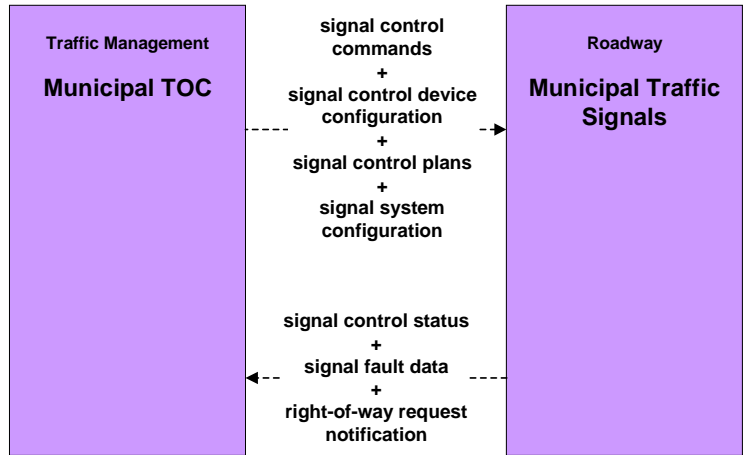 Traffic Management
Municipal TOC
signal control
commands
+
signal control device
configuration
+
signal control plans
+
signal system
configuration
Roadway
Municipal Traffic
Signals
signal control status
+
signal fault data
+
right-of-way request
notification